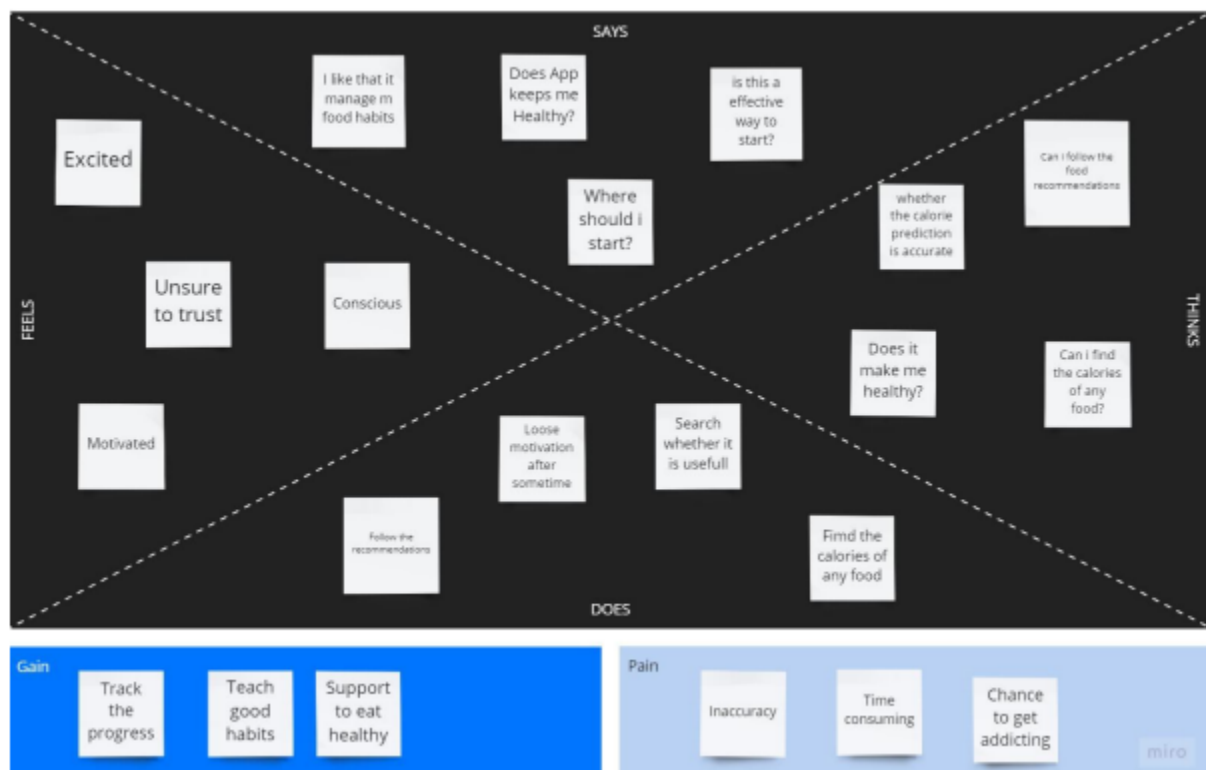 SAYS
I like that it
manage m
food habits
Does App
keeps me
Healthy?
is this a
effective
way to
start?
Where
should i
start?
FEELS
Excited
Unsure
to trust
Conscious
Motivated
THINKS
Can i follow the
food
recommendations
whether
the calorie
prediction
is accurate
Does it
make me
healthy?
Can i find
the calories
of any
food?
Loose
motivation
after
sometime
Search
whether it
is usefull
Follow the
recommendations
Fimd the
calories of
any food
DOES
Gain
Track
the
progress
Teach
good
habits
Support
to eat
healthy
Pain
Inaccuracy
Time
consuming
Chance
to get
addicting
miro